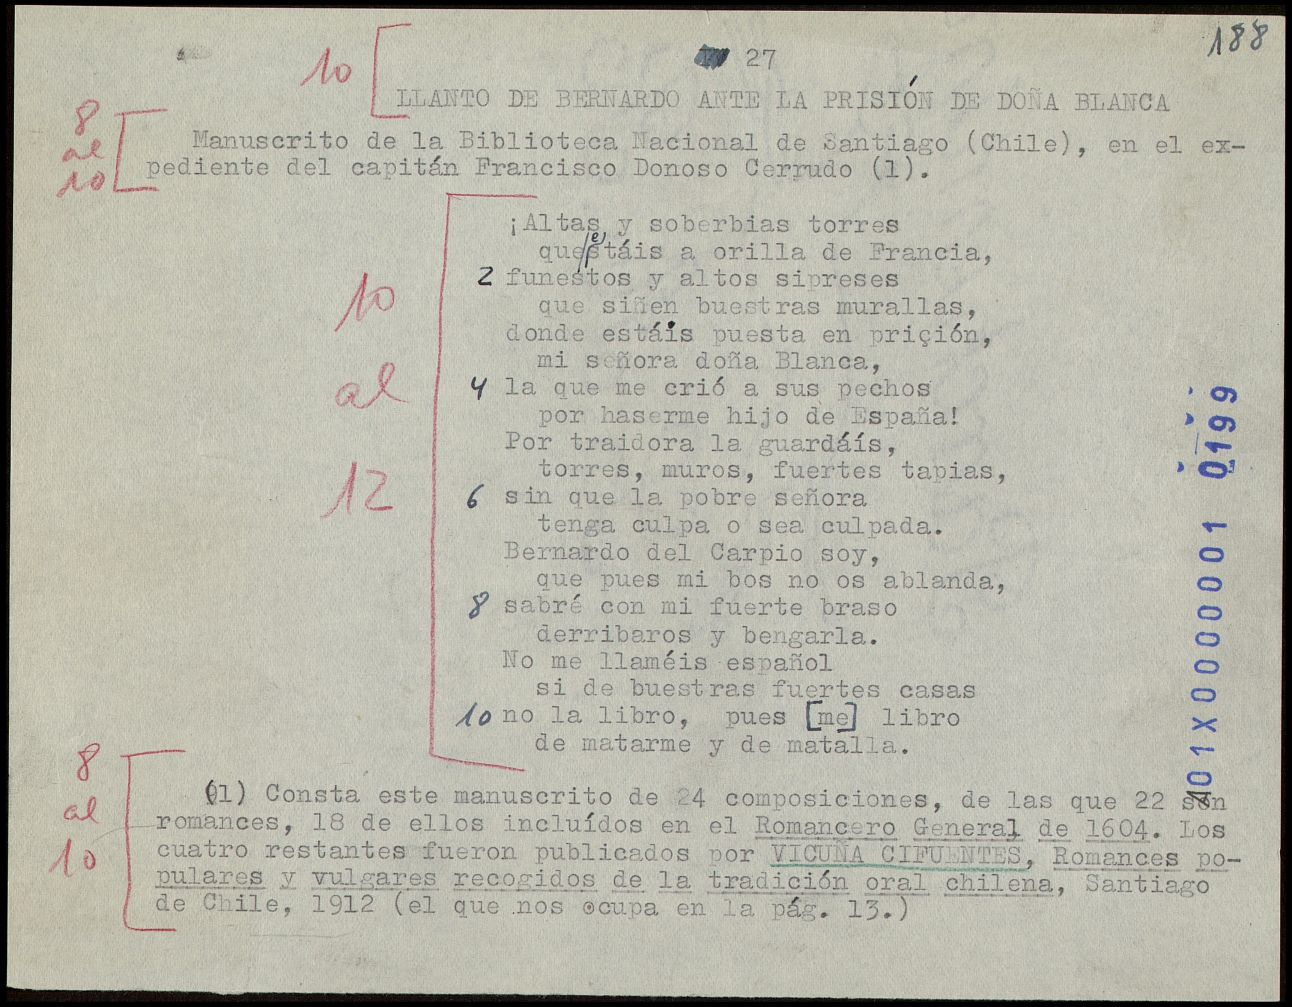 188
27
10
LLANTO DE BERNARDO ANTE LA PRISIÓN DE DOÑA BLANCA
8
al
10
Manuscrito de la Biblioteca Nacional de Santiago (Chile), en el ex-
pediente del capitán Francisco Donoso Cerrudo (1).
10
al
12
¡Altas y soberbias torres
que (e)stáis a orilla de Francia,
2 funestos y altos sipreses
que siñen buestras murallas,
donde estáis puesta en prición,
mi señora doña Blanca,
4 la que me crió a sus pechos
por haserme hijo de España!
Por traidora la guardáis,
torres, muros, fuertes tapias,
6 sin que la pobre señora
tenga culpa o sea culpada.
Bernardo del Carpio soy,
que pues mi bos no os ablanda,
8 sabré con mi fuerte braso
derribaros y bengarla.
No me llaméis español
si de buestras fuertes casas
10 no la libro, pues [me] libro
de matarme y de matalla.
8
al
10
(1) Consta este manuscrito de 24 composiciones, de las que 22 son
romances, 18 de ellos incluídos en el Romancero General de 1604. Los
cuatro restantes fueron publicados por VICUÑA CIFUENTES, Romances po-
pulares y vulgares recogidos de la tradición oral chilena, Santiago
de Chile, 1912 (el que nos ocupa en la pág. 13.)
01X0000001 0199